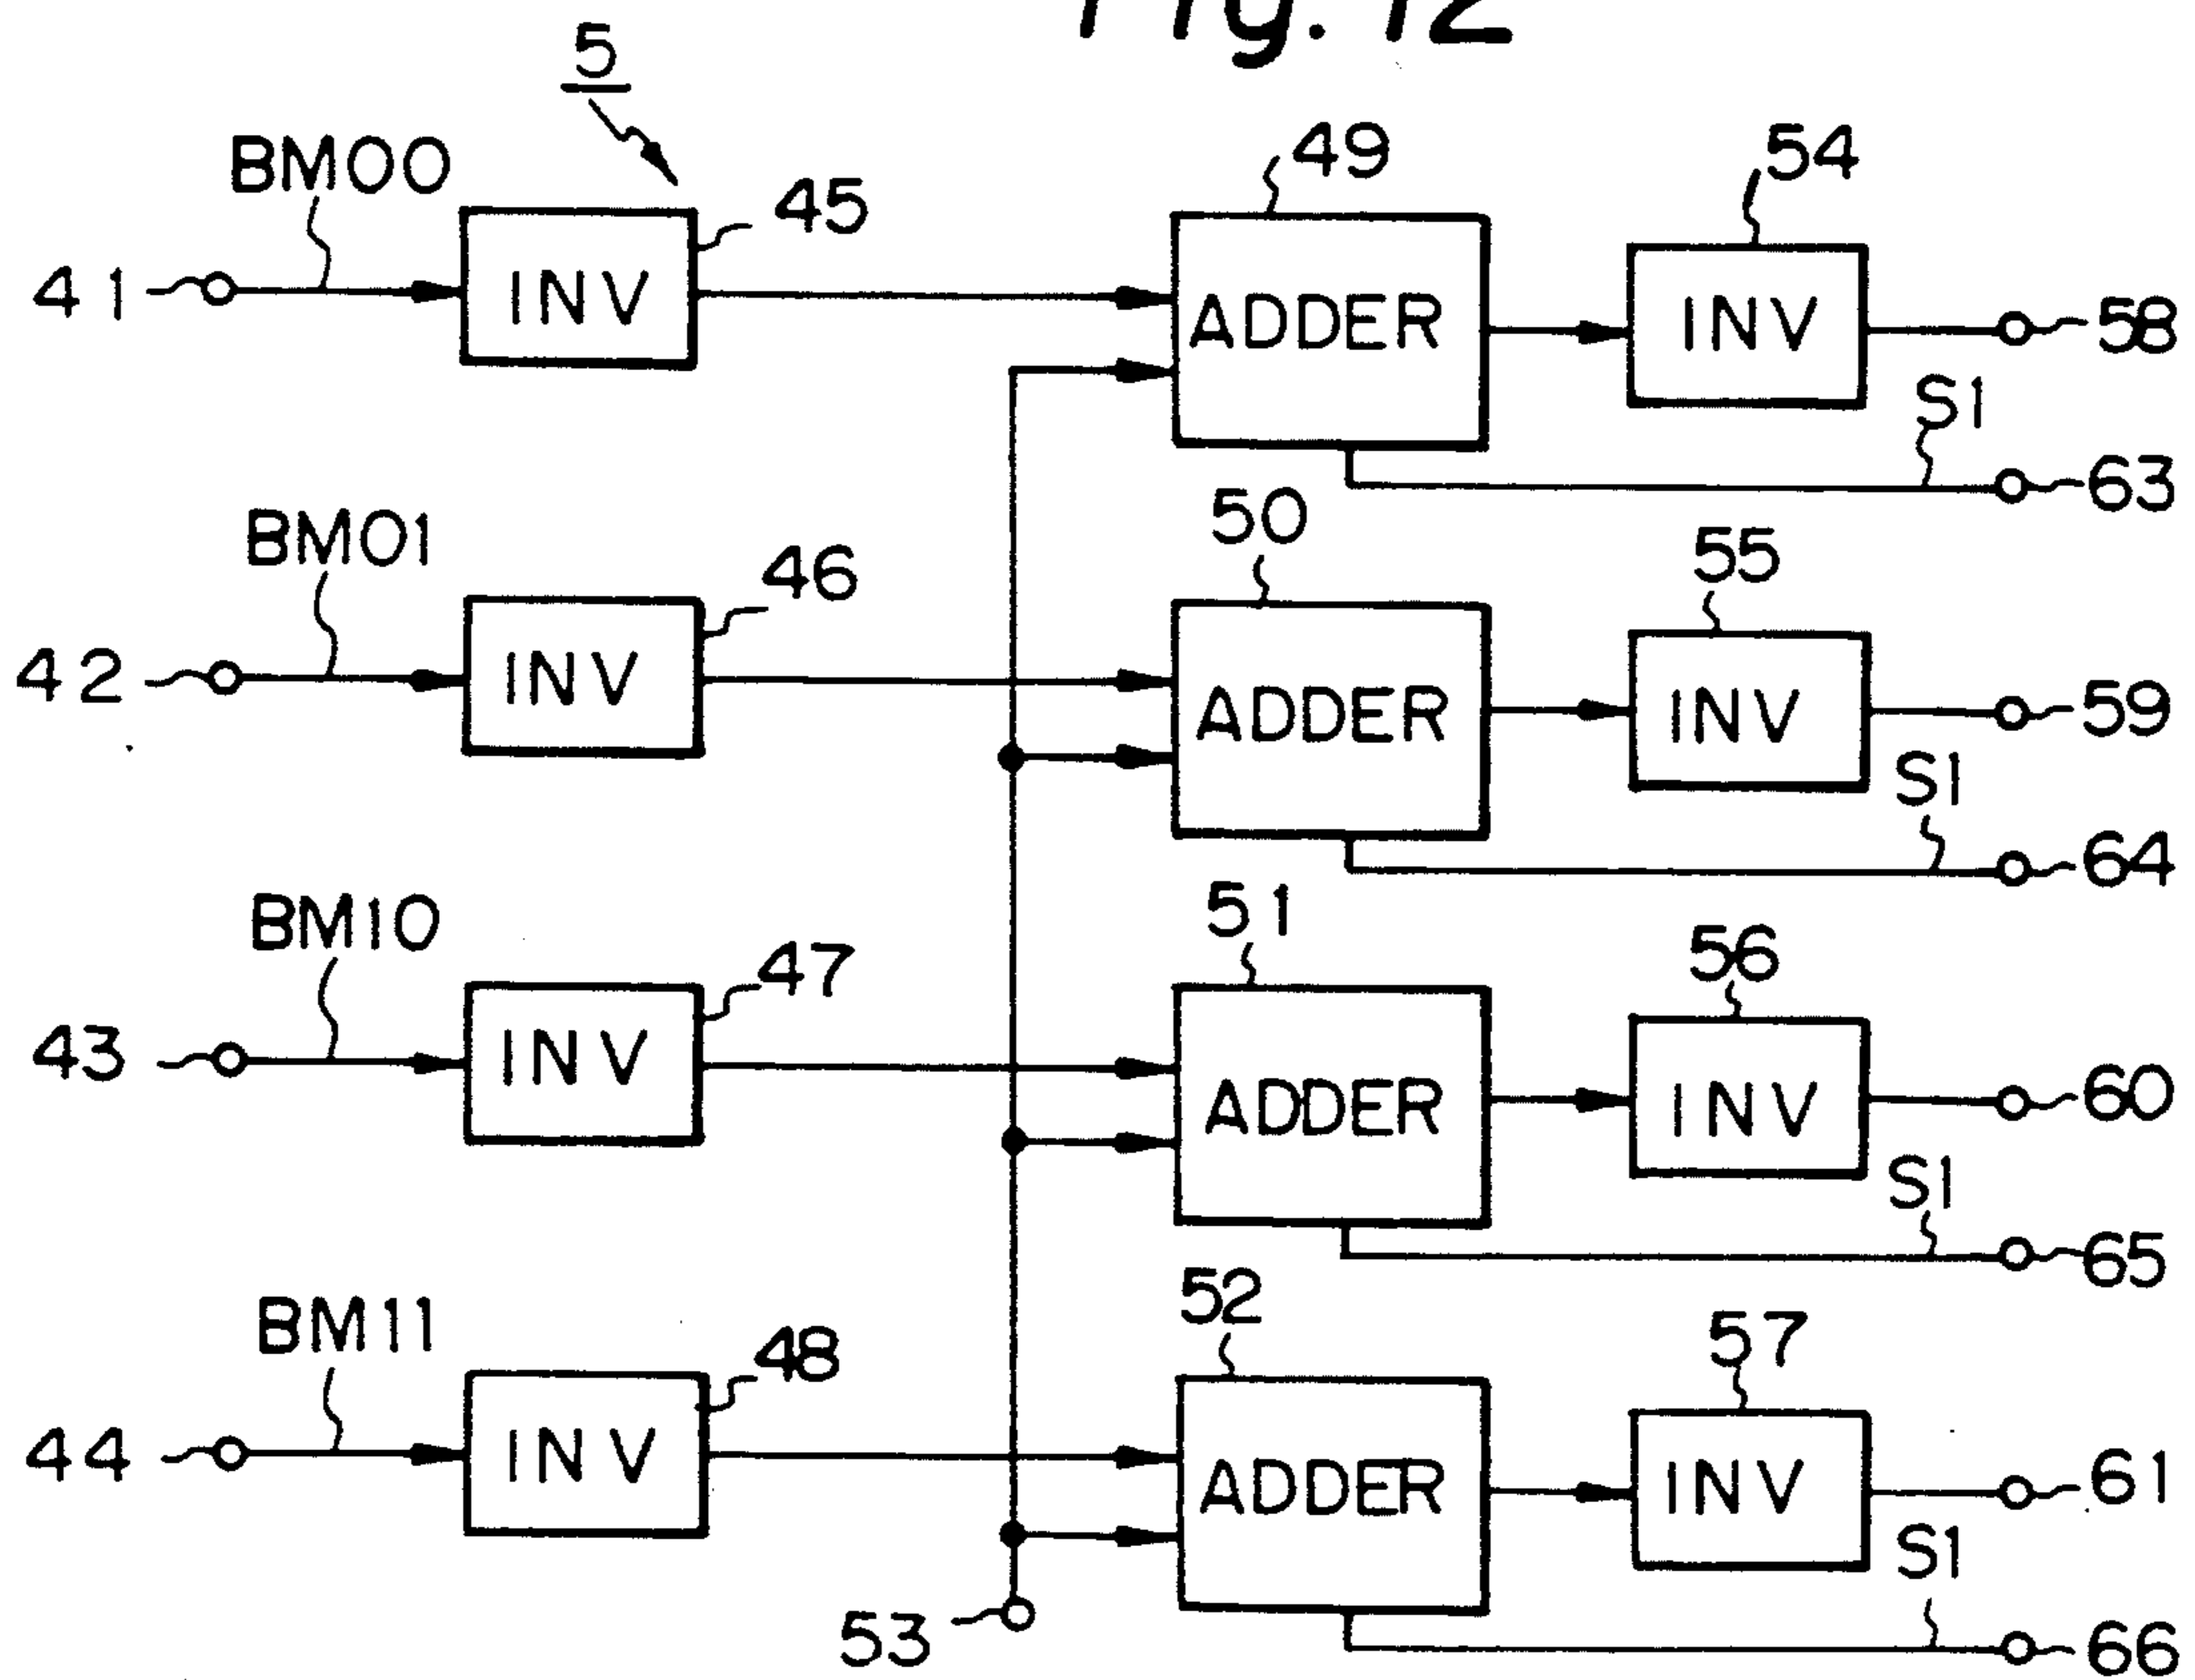 Fig. 12
5
BM00
45
49
54
41
INV
ADDER
INV
58
S1
63
BM01
46
50
55
42
INV
ADDER
INV
59
S1
64
BM10
47
51
56
43
INV
ADDER
INV
60
S1
65
BM11
48
52
57
44
INV
ADDER
INV
61
S1
53
66